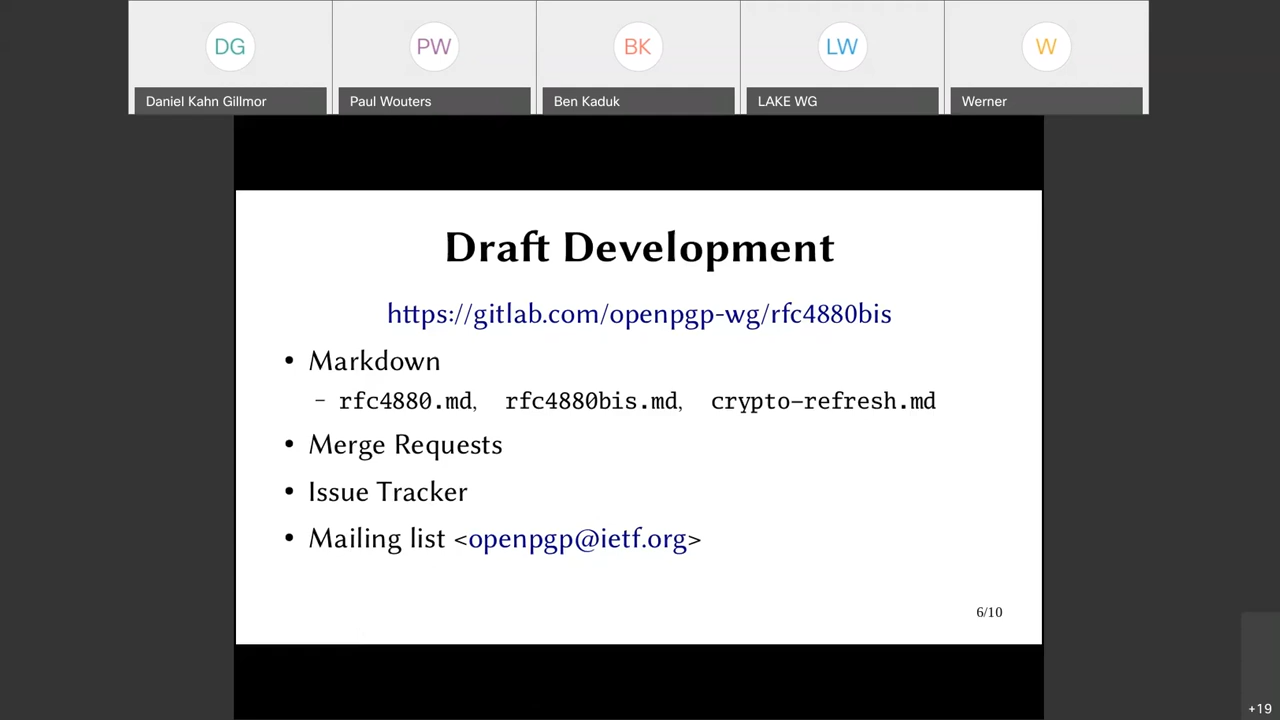 DG
PW
BK
LW
W
Daniel Kahn Gillmor
Paul Wouters
Ben Kaduk
LAKE WG
Werner
Draft Development
https://gitlab.com/openpgp-wg/rfc4880bis
• Markdown
– rfc4880.md, rfc4880bis.md, crypto-refresh.md
• Merge Requests
• Issue Tracker
• Mailing list <openpgp@ietf.org>
6/10
+19